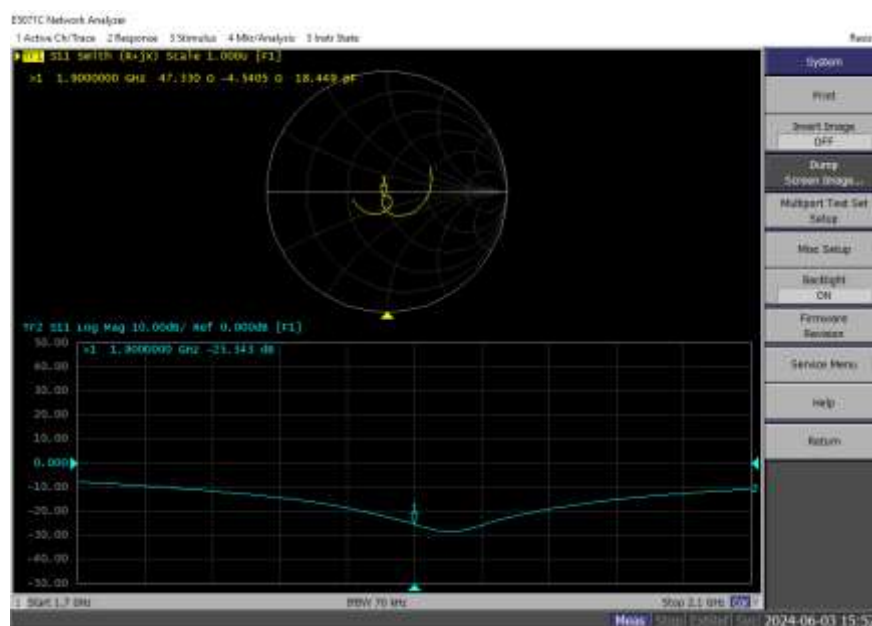 E5071C Network Analyzer
1 Active Ch/Trace 2 Response 3 Stimulus 4 Mkr/Analysis 5 Instr State
S11 Smith (R+jX) Scale 1.000U [F1]
>1 1.9000000 GHz 47.330 Ω -4.5405 Ω 18.449 pF
Tr2 S11 Log Mag 10.00dB/ Ref 0.000dB [F1]
>1 1.9000000 GHz dB
50.00
40.00
30.00
20.00
10.00
0.000
-10.00
-20.00
-30.00
-40.00
-50.00
1 Start 1.7 GHz IFBW 70 kHz Stop 2.1 GHz
System
Print
Invert Image
OFF
Dump
Screen Image...
Multiport Test Set
Setup
Misc Setup
Backlight
ON
Firmware
Revision
Service Menu
Help
Return
Meas 2024-06-03 15:5